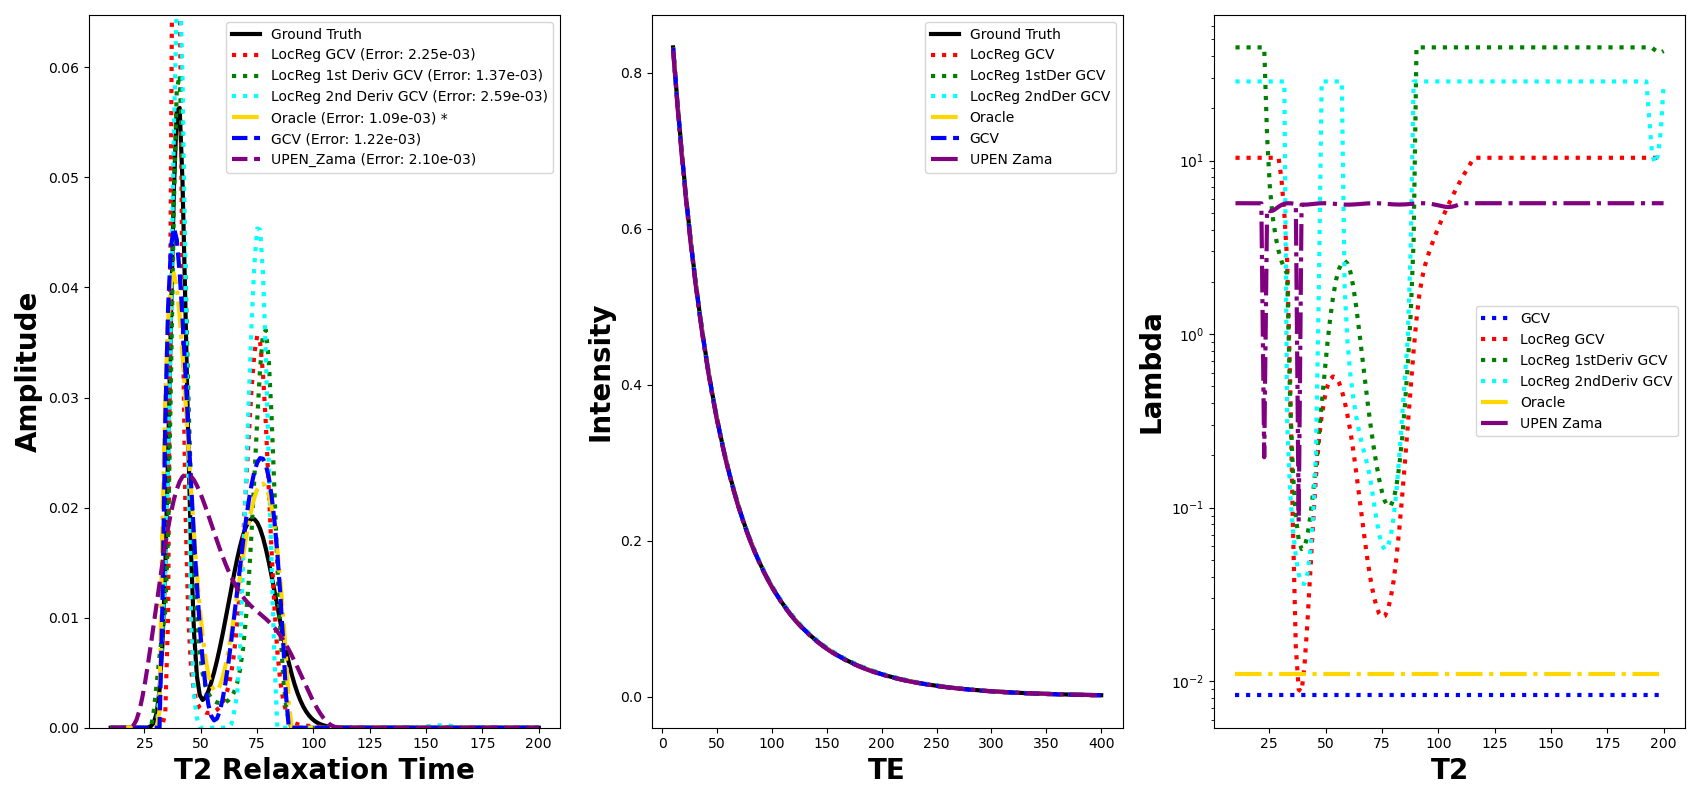 Amplitude
0.06
0.05
0.04
0.03
0.02
0.01
0.00
25 50 75 100 125 150 175 200
T2 Relaxation Time
Ground Truth
LocReg GCV (Error: 2.25e-03)
LocReg 1st Deriv GCV (Error: 1.37e-03)
LocReg 2nd Deriv GCV (Error: 2.59e-03)
Oracle (Error: 1.09e-03) *
GCV (Error: 1.22e-03)
UPEN_Zama (Error: 2.10e-03)
Intensity
0.8
0.6
0.4
0.2
0.0
0 50 100 150 200 250 300 350 400
TE
Ground Truth
LocReg GCV
LocReg 1stDer GCV
LocReg 2ndDer GCV
Oracle
GCV
UPEN Zama
Lambda
10¹
10⁰
10⁻¹
10⁻²
25 50 75 100 125 150 175 200
T2
GCV
LocReg GCV
LocReg 1stDeriv GCV
LocReg 2ndDeriv GCV
Oracle
UPEN Zama